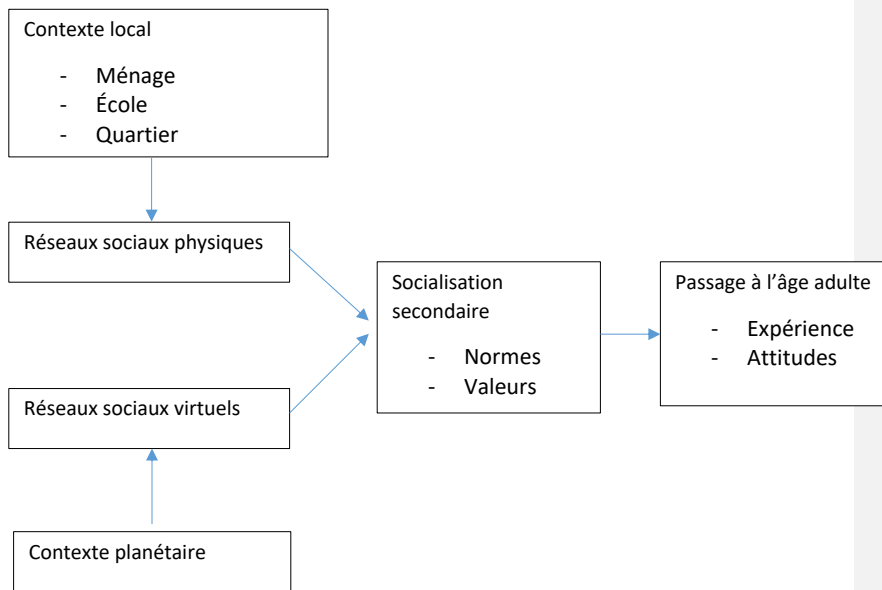 Contexte local
- Ménage
- École
- Quartier
Réseaux sociaux physiques
Socialisation
secondaire
- Normes
- Valeurs
Passage à l’âge adulte
- Expérience
- Attitudes
Réseaux sociaux virtuels
Contexte planétaire